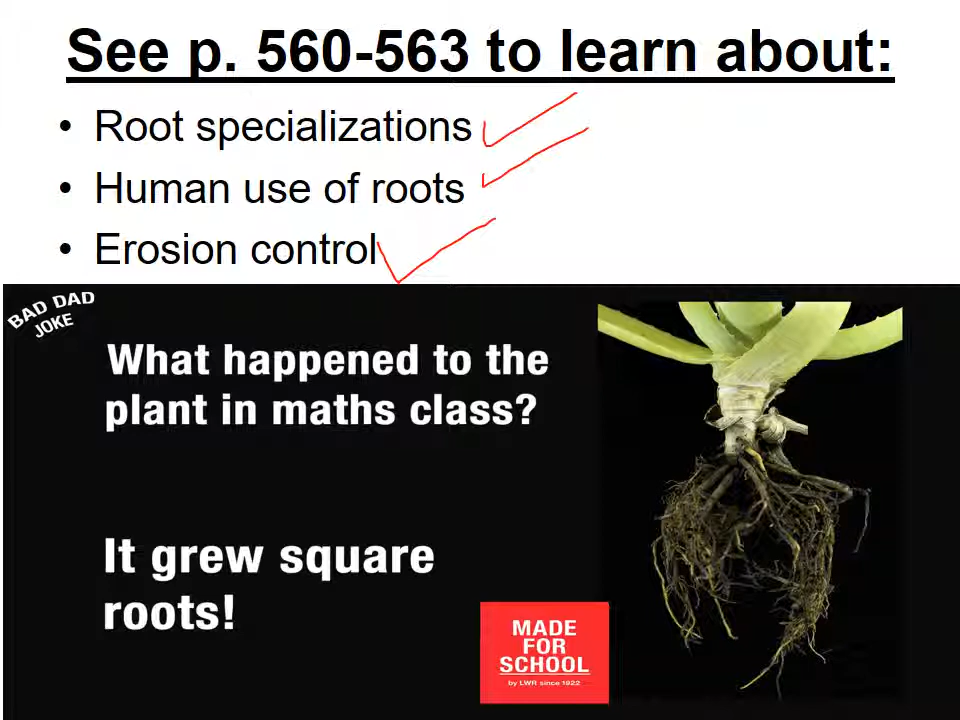 See p. 560-563 to learn about:
• Root specializations
• Human use of roots
• Erosion control
BAD DAD
JOKE
What happened to the
plant in maths class?
It grew square
roots!
MADE
FOR
SCHOOL
by LWR since 1922